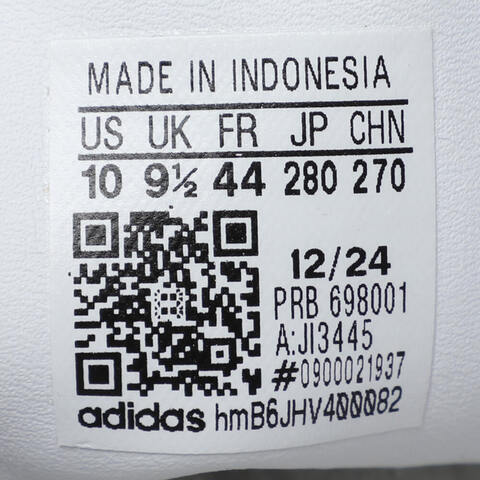 MADE IN INDONESIA
US UK FR JP CHN
10 9½ 44 280 270
12/24
PRB 698001
A:JI3445
#0900021937
adidas hmB6JHV400082